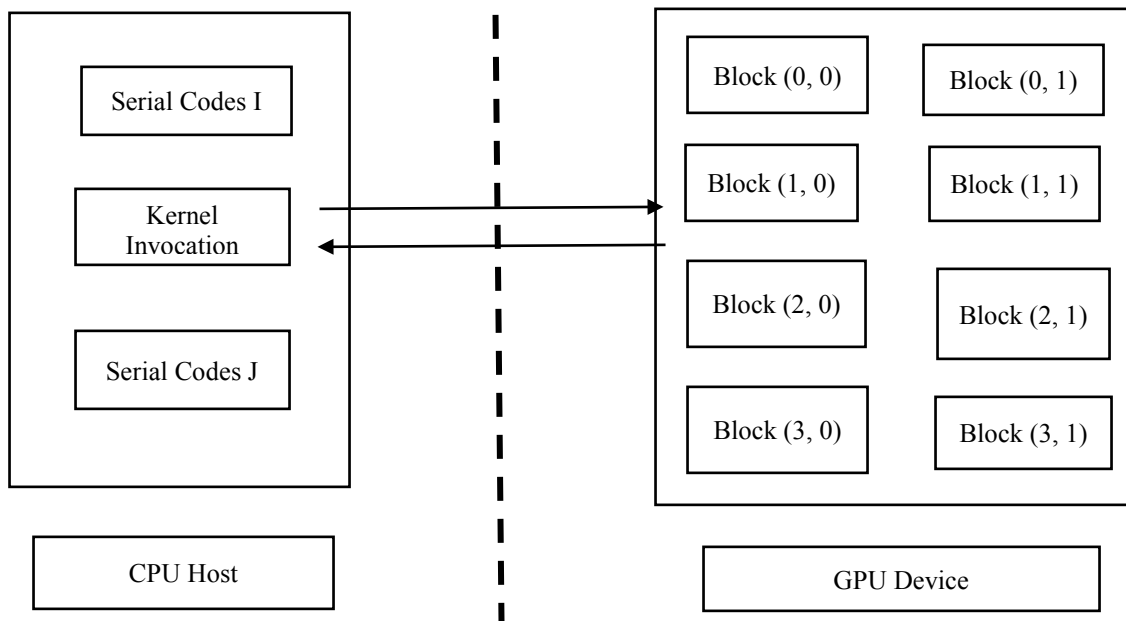 Serial Codes I
Kernel
Invocation
Serial Codes J
CPU Host
Block (0, 0)
Block (0, 1)
Block (1, 0)
Block (1, 1)
Block (2, 0)
Block (2, 1)
Block (3, 0)
Block (3, 1)
GPU Device